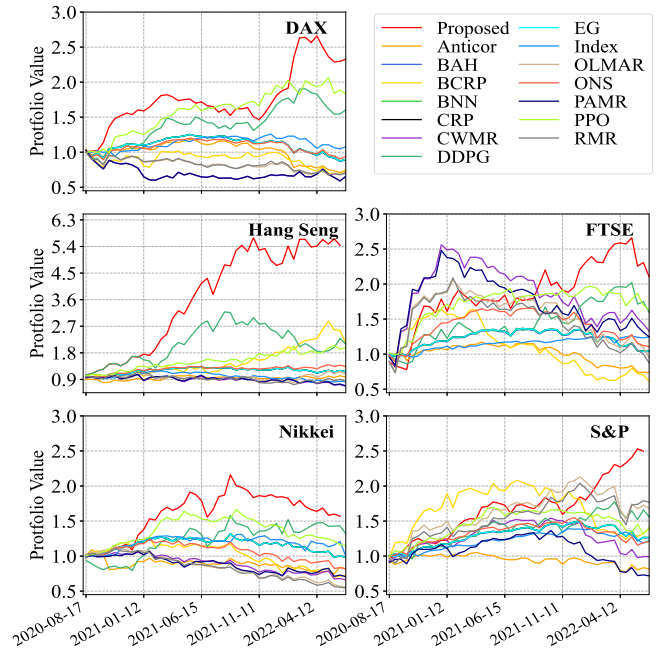 DAX
3.0
2.5
2.0
1.5
1.0
0.5
Protfolio Value
Proposed
Anticor
BAH
BCRP
BNN
CRP
CWMR
DDPG
EG
Index
OLMAR
ONS
PAMR
PPO
RMR
Hang Seng
6.3
5.4
4.5
3.6
2.7
1.8
0.9
Protfolio Value
FTSE
3.0
2.5
2.0
1.5
1.0
0.5
Nikkei
3.0
2.5
2.0
1.5
1.0
0.5
Protfolio Value
2020-08-17
2021-01-12
2021-06-15
2021-11-11
2022-04-12
S&P
3.0
2.5
2.0
1.5
1.0
0.5
2020-08-17
2021-01-12
2021-06-15
2021-11-11
2022-04-12